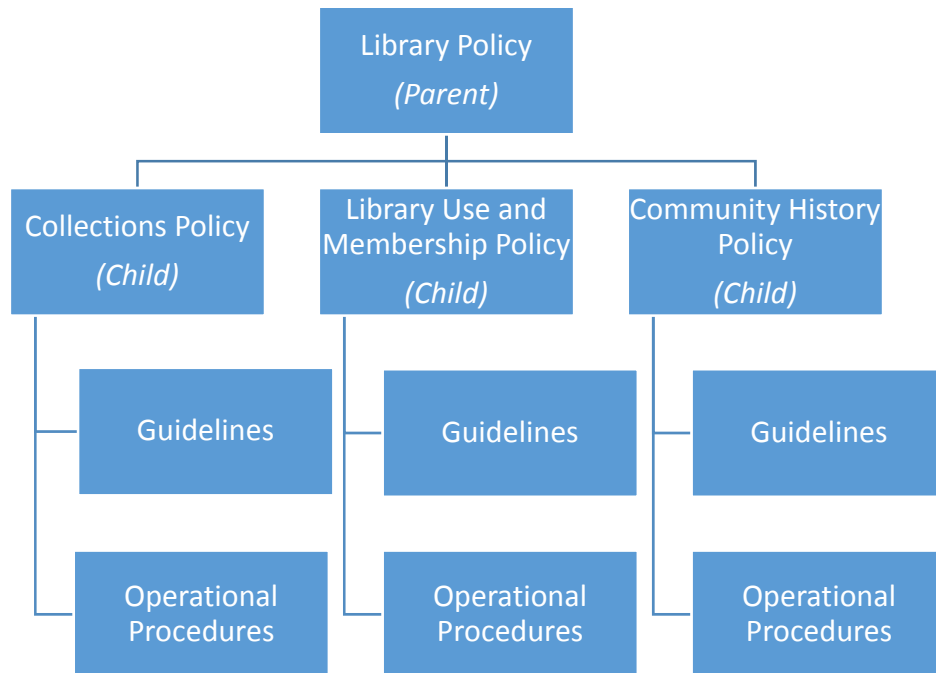 Library Policy
(Parent)
Collections Policy
(Child)
Library Use and
Membership Policy
(Child)
Community History
Policy
(Child)
Guidelines
Guidelines
Guidelines
Operational
Procedures
Operational
Procedures
Operational
Procedures